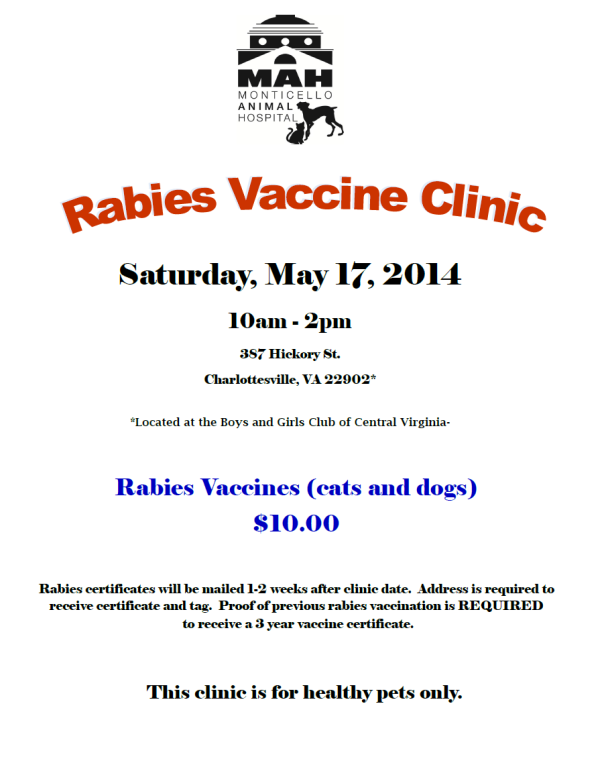 MAH
MONTICELLO
ANIMAL
HOSPITAL
Rabies Vaccine Clinic
Saturday, May 17, 2014
10am - 2pm
387 Hickory St.
Charlottesville, VA 22902*
*Located at the Boys and Girls Club of Central Virginia-
Rabies Vaccines (cats and dogs)
$10.00
Rabies certificates will be mailed 1-2 weeks after clinic date.  Address is required to
receive certificate and tag.  Proof of previous rabies vaccination is REQUIRED
to receive a 3 year vaccine certificate.
This clinic is for healthy pets only.